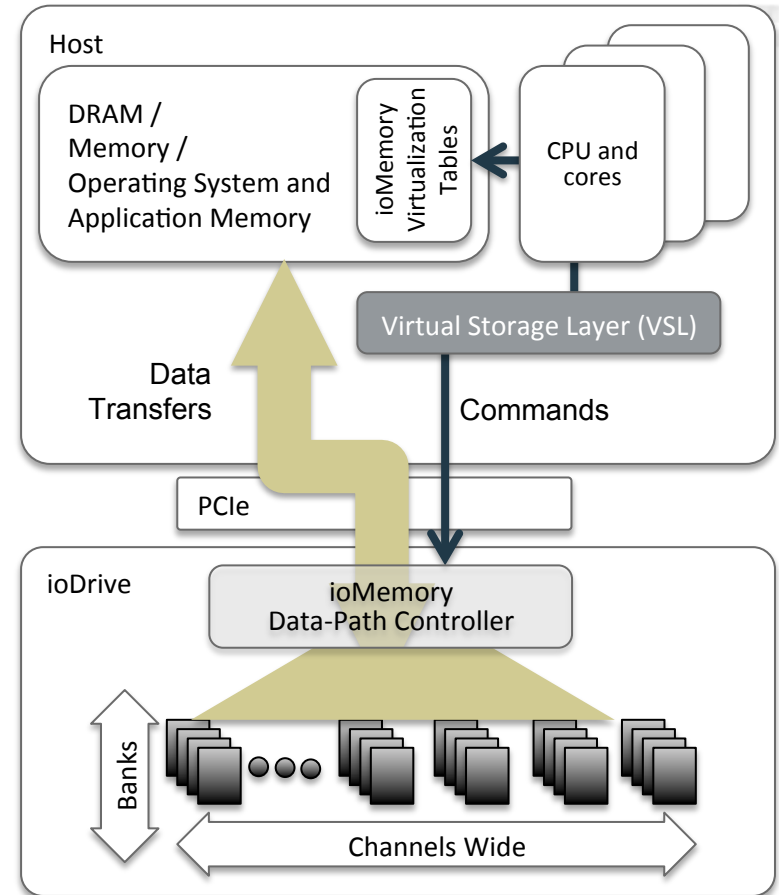 Host
DRAM /
Memory /
Operating System and
Application Memory
ioMemory
Virtualization
Tables
CPU and
cores
Virtual Storage Layer (VSL)
Data
Transfers
Commands
PCIe
ioDrive
ioMemory
Data-Path Controller
Banks
Channels Wide